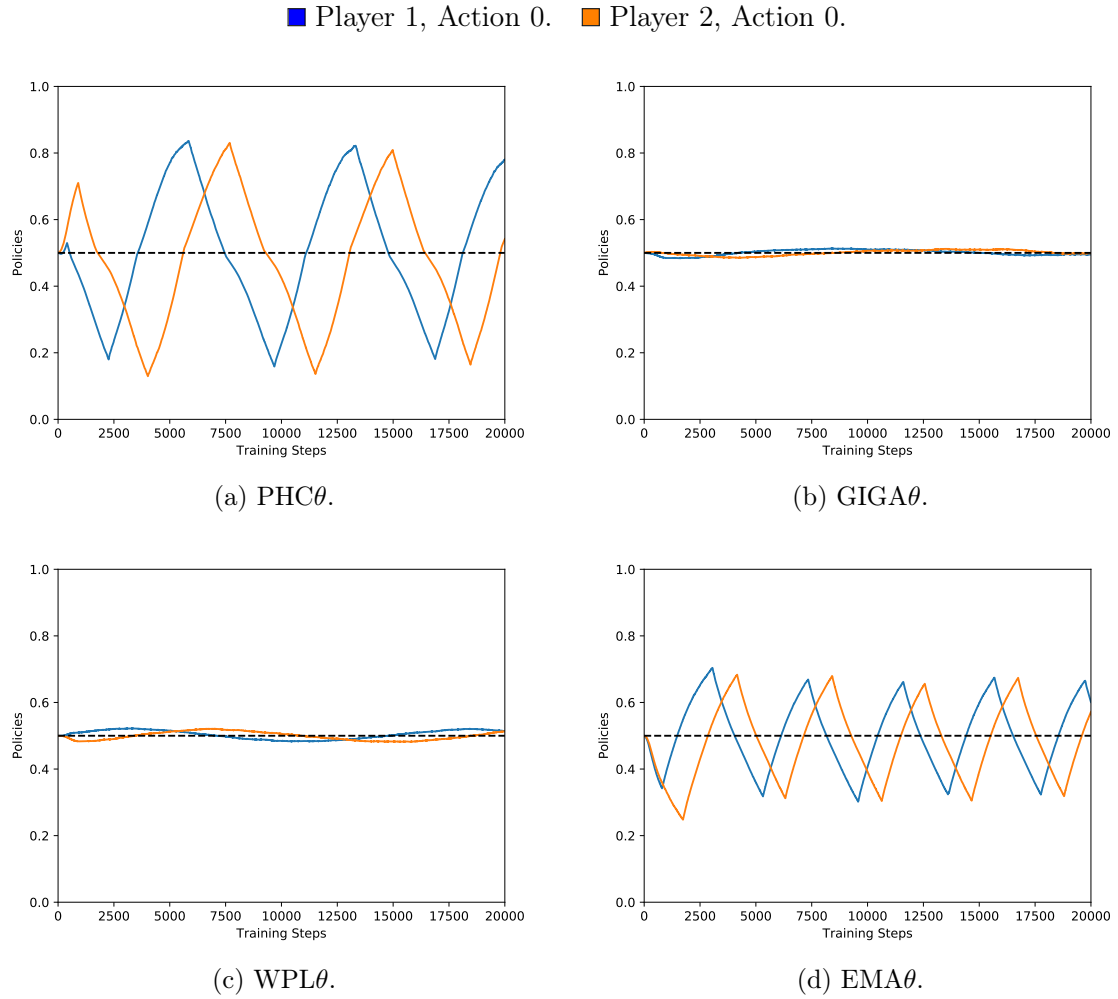 Player 1, Action 0. Player 2, Action 0.
1.0
0.8
0.6
0.4
0.2
0.0
Policies
0 2500 5000 7500 10000 12500 15000 17500 20000
Training Steps
(a) PHCθ.
1.0
0.8
0.6
0.4
0.2
0.0
Policies
0 2500 5000 7500 10000 12500 15000 17500 20000
Training Steps
(b) GIGAθ.
1.0
0.8
0.6
0.4
0.2
0.0
Policies
0 2500 5000 7500 10000 12500 15000 17500 20000
Training Steps
(c) WPLθ.
1.0
0.8
0.6
0.4
0.2
0.0
Policies
0 2500 5000 7500 10000 12500 15000 17500 20000
Training Steps
(d) EMAθ.